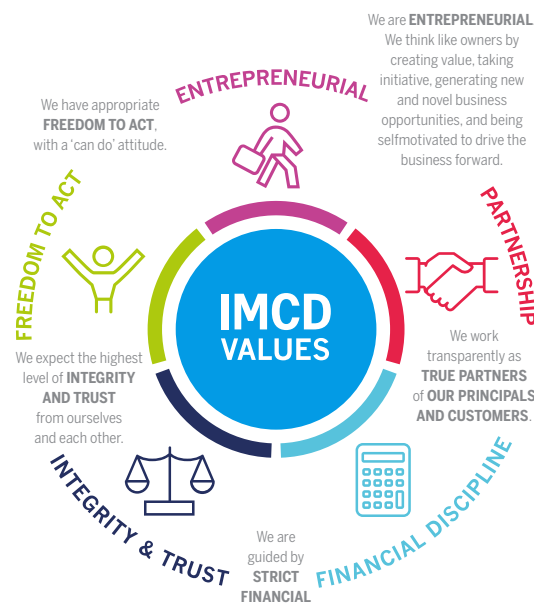 We are ENTREPRENEURIAL
We think like owners by
creating value, taking
initiative, generating new
and novel business
opportunities, and being
selfmotivated to drive the
business forward.
ENTREPRENEURIAL
We have appropriate
FREEDOM TO ACT,
with a ‘can do’ attitude.
FREEDOM TO ACT
PARTNERSHIP
IMCD
VALUES
We work
transparently as
TRUE PARTNERS
of OUR PRINCIPALS
AND CUSTOMERS.
We expect the highest
level of INTEGRITY
AND TRUST
from ourselves
and each other.
INTEGRITY & TRUST
FINANCIAL DISCIPLINE
We are
guided by
STRICT
FINANCIAL